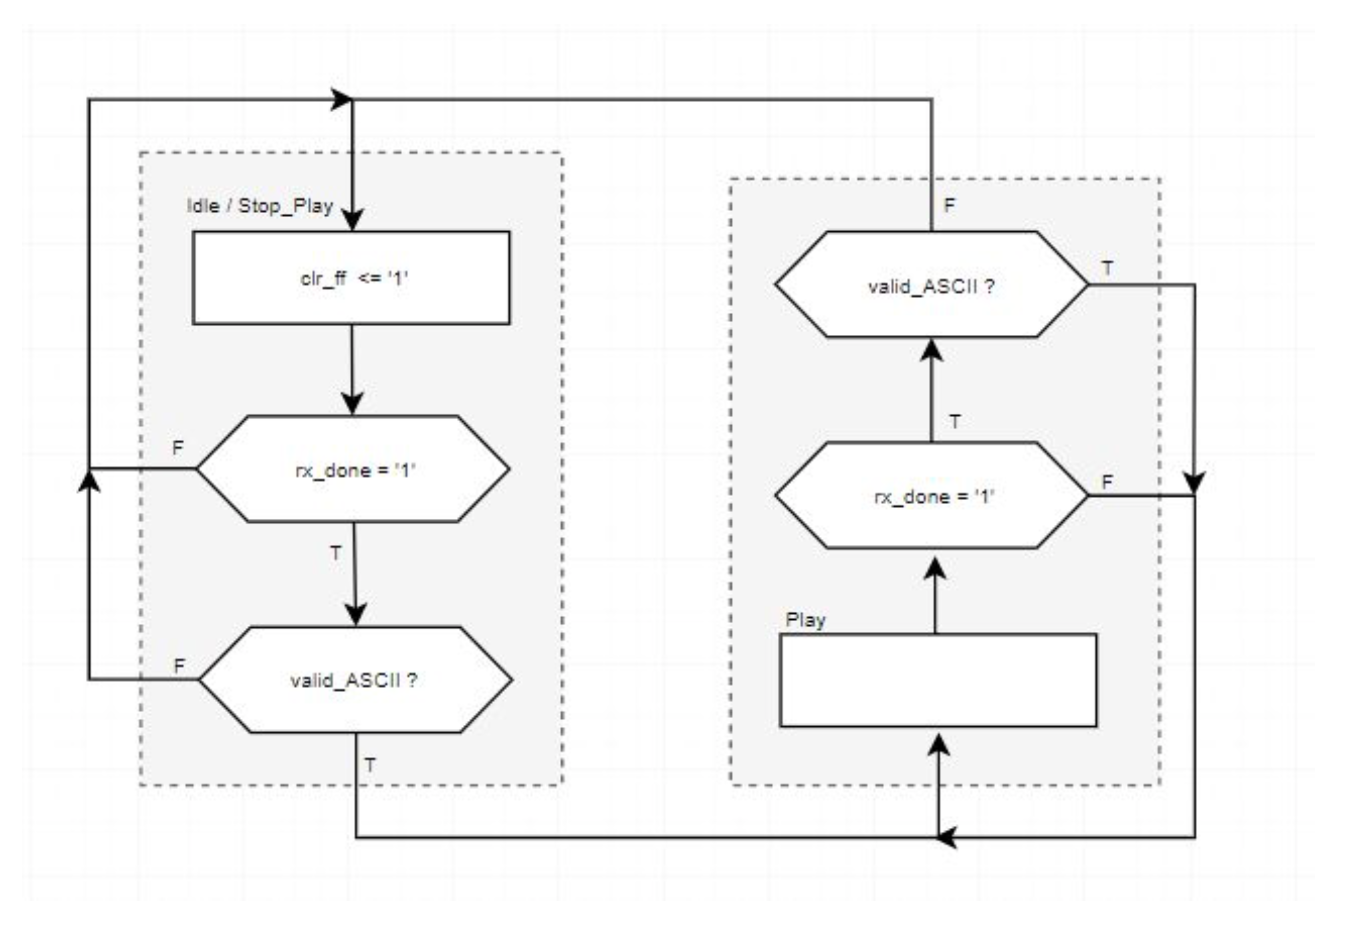 Idle / Stop_Play
clr_ff <= '1'
F
rx_done = '1'
T
F
valid_ASCII ?
T
F
valid_ASCII ?
T
T
rx_done = '1'
F
Play